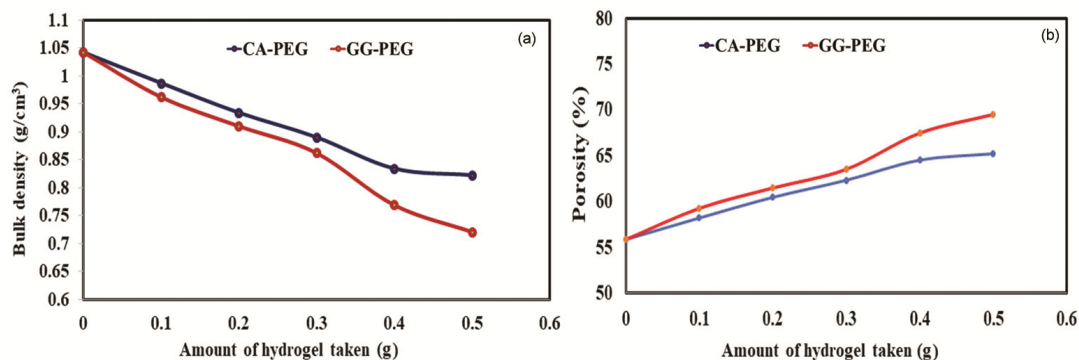 1.1
1.05
1
0.95
0.9
0.85
0.8
0.75
0.7
0.65
0.6
Bulk density (g/cm³)
CA-PEG GG-PEG
(a)
0 0.1 0.2 0.3 0.4 0.5 0.6
Amount of hydrogel taken (g)
80
75
70
65
60
55
50
Porosity (%)
CA-PEG GG-PEG
(b)
0 0.1 0.2 0.3 0.4 0.5 0.6
Amount of hydrogel taken (g)